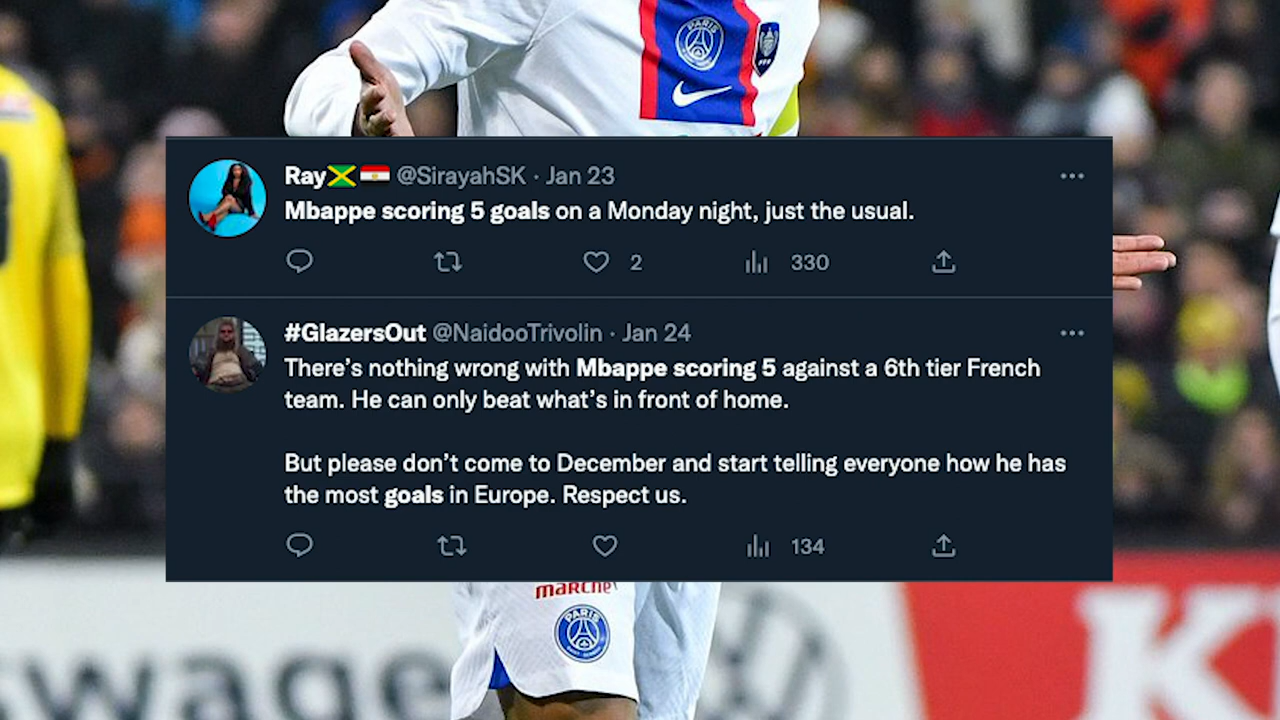 PARIS
FFF
Ray @SirayahSK · Jan 23
Mbappe scoring 5 goals on a Monday night, just the usual.
2 330
#GlazersOut @NaidooTrivolin · Jan 24
There’s nothing wrong with Mbappe scoring 5 against a 6th tier French
team. He can only beat what’s in front of home.
But please don’t come to December and start telling everyone how he has
the most goals in Europe. Respect us.
134
marche
PARIS
swagen
K